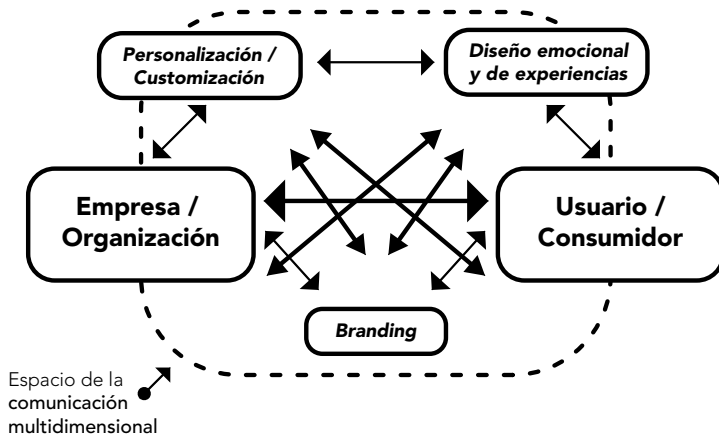 Personalización /
Customización
Diseño emocional
y de experiencias
Empresa /
Organización
Usuario /
Consumidor
Branding
Espacio de la
comunicación
multidimensional